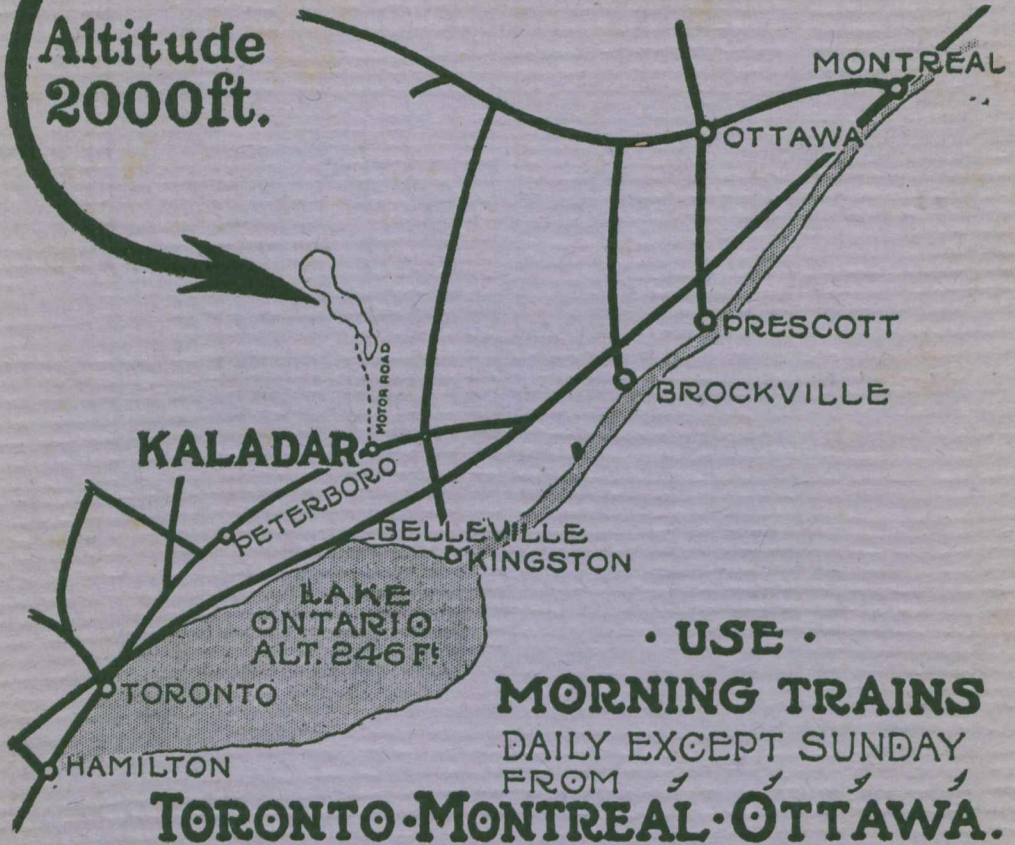 Altitude
2000ft.
MONTREAL
OTTAWA
PRESCOTT
BROCKVILLE
MOTOR ROAD
KALADAR
PETERBORO
BELLEVILLE
KINGSTON
LAKE
ONTARIO
ALT. 246 Ft
TORONTO
HAMILTON
· USE ·
MORNING TRAINS
DAILY EXCEPT SUNDAY
FROM
TORONTO·MONTREAL·OTTAWA.